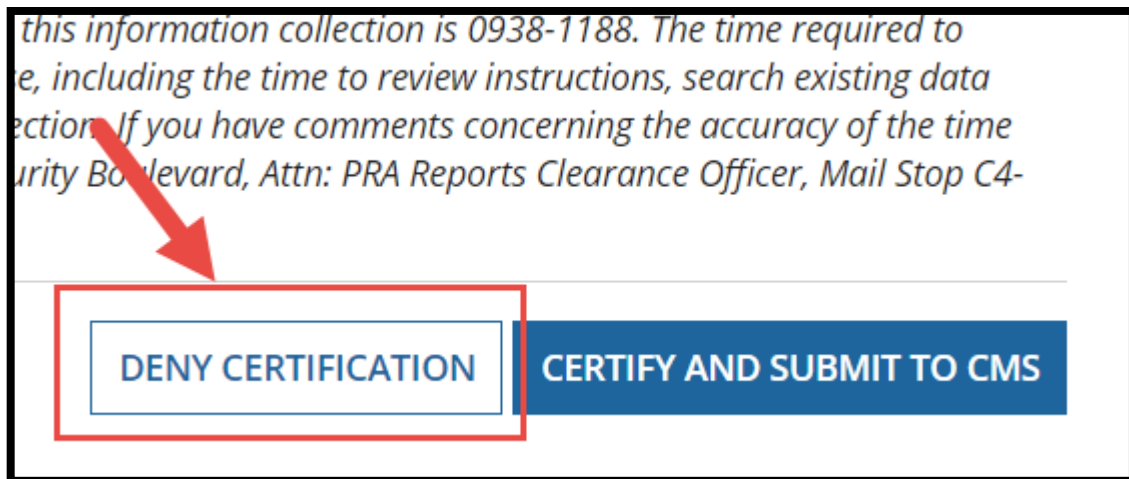 this information collection is 0938-1188. The time required to
se, including the time to review instructions, search existing data
ection. If you have comments concerning the accuracy of the time
urity Boulevard, Attn: PRA Reports Clearance Officer, Mail Stop C4-
DENY CERTIFICATION CERTIFY AND SUBMIT TO CMS